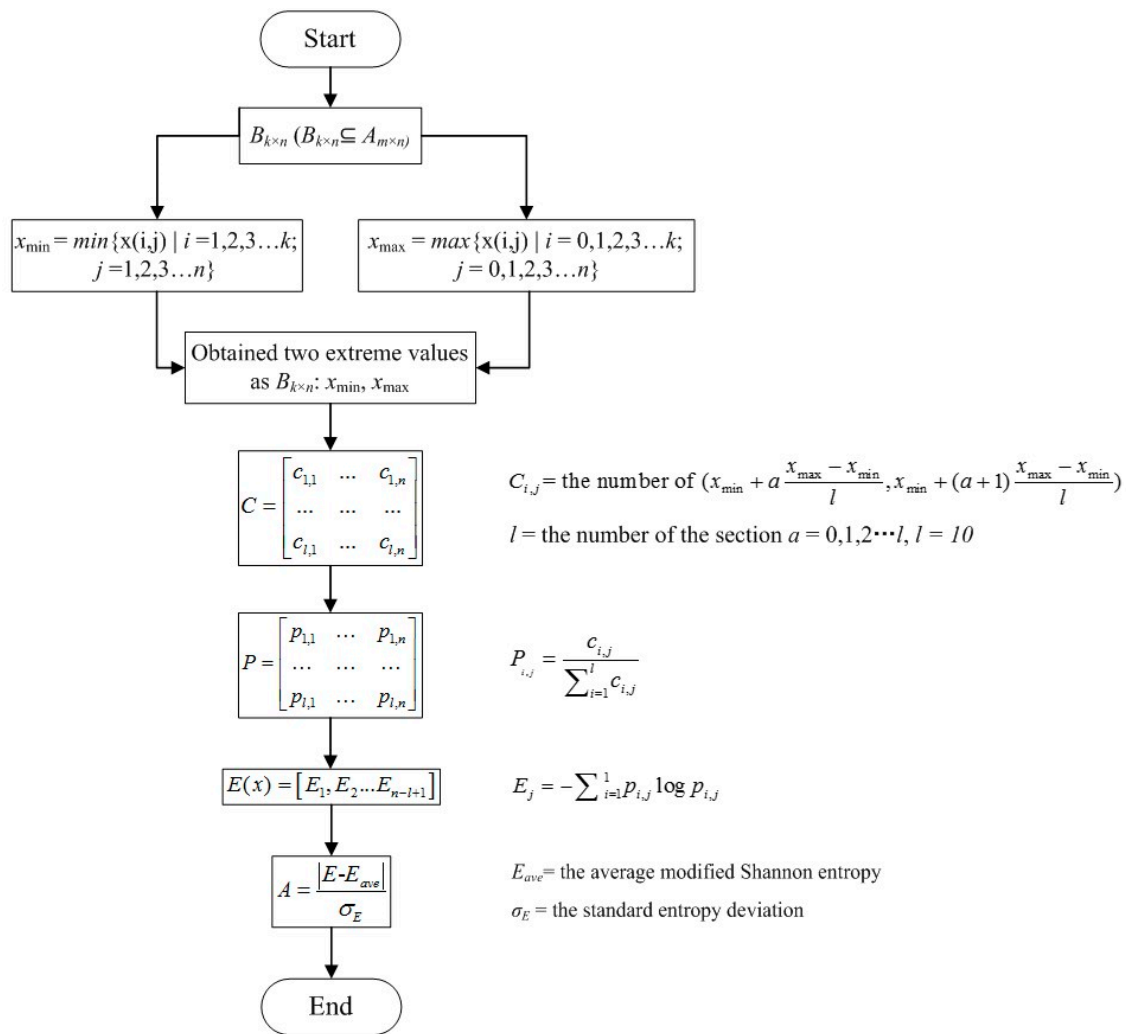 Start
B_{k×n} (B_{k×n}⊆ A_{m×n})
x_min = min{x(i,j) | i =1,2,3…k;
j =1,2,3…n}
x_max = max{x(i,j) | i = 0,1,2,3…k;
j = 0,1,2,3…n}
Obtained two extreme values
as B_{k×n}: x_min, x_max
C = [c_{1,1} ... c_{1,n}
... ... ...
c_{l,1} ... c_{l,n}]
C_{i,j} = the number of (x_min + a (x_max − x_min)/l, x_min + (a+1) (x_max − x_min)/l)
l = the number of the section a = 0,1,2···l, l = 10
P = [p_{1,1} ... p_{1,n}
... ... ...
p_{l,1} ... p_{l,n}]
P_{i,j} = c_{i,j} / ∑_{i=1}^{l} c_{i,j}
E(x) = [E_1, E_2...E_{n−l+1}]
E_j = −∑_{i=1}^{1} p_{i,j} log p_{i,j}
A = |E-E_ave| / σ_E
E_ave= the average modified Shannon entropy
σ_E = the standard entropy deviation
End